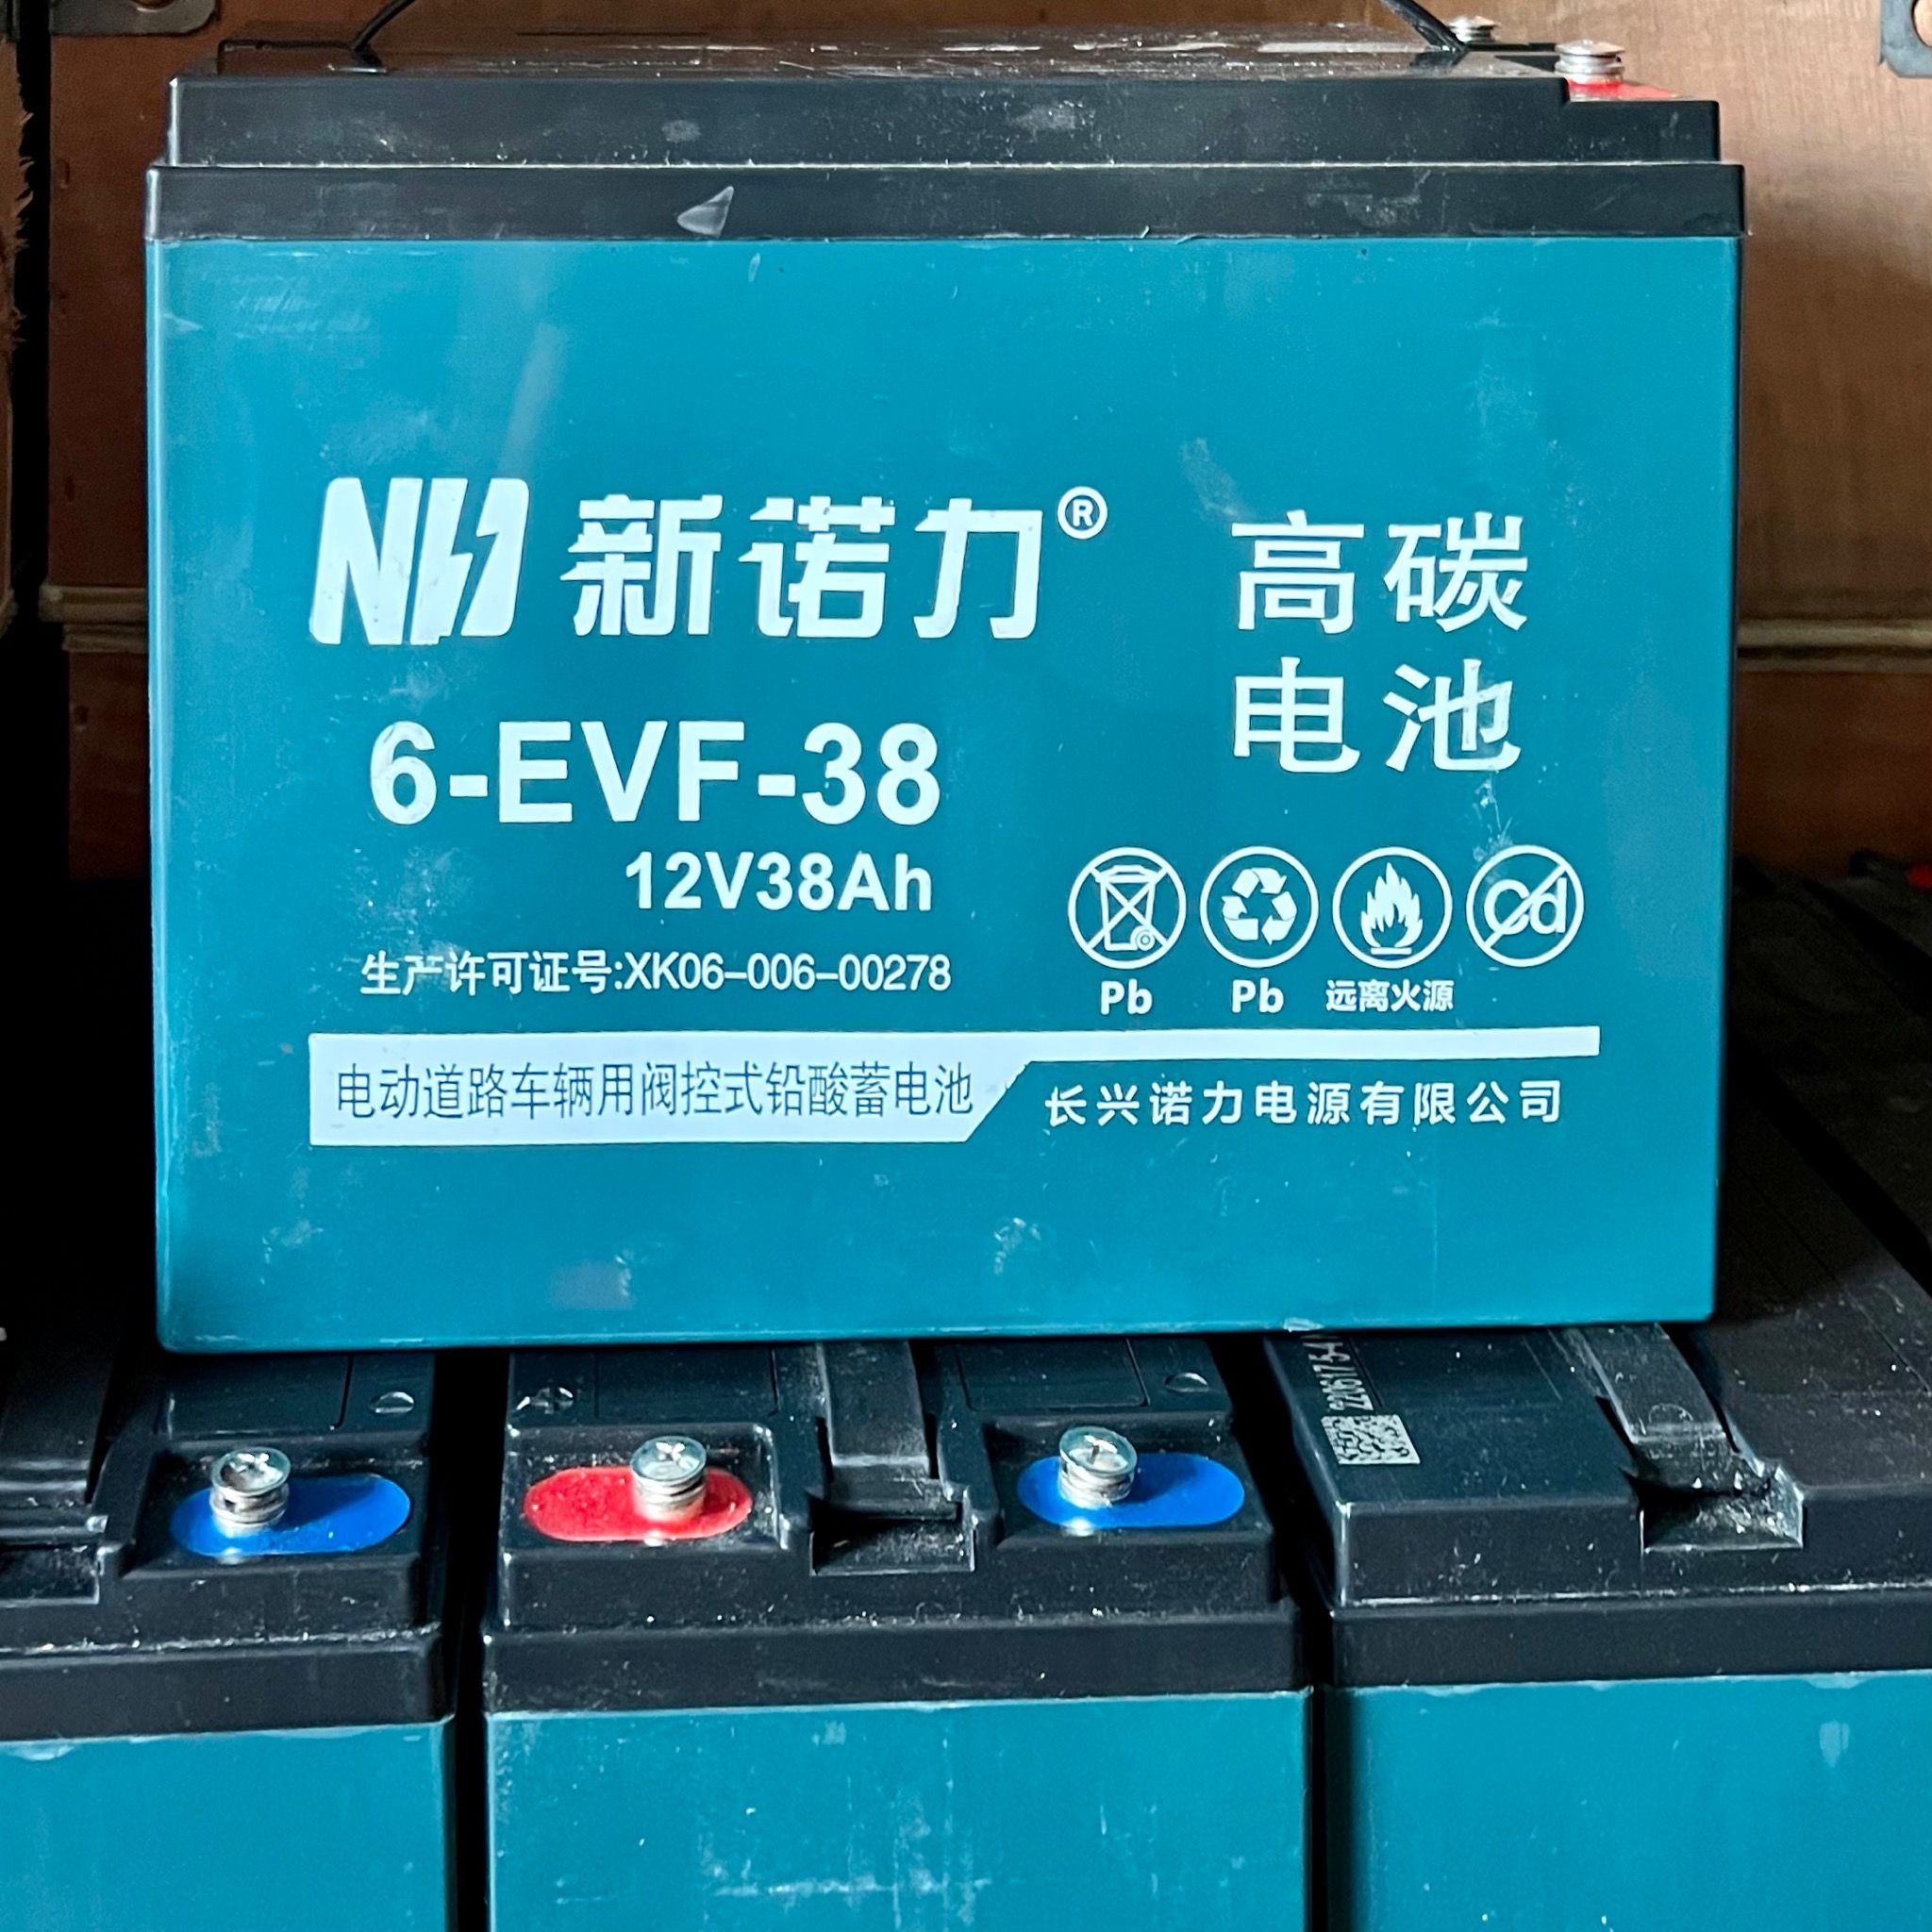 新诺力®
高碳
电池
6-EVF-38
12V38Ah
生产许可证号:XK06-006-00278
Cd
Pb
Pb
远离火源
电动道路车辆用阀控式铅酸蓄电池
长兴诺力电源有限公司